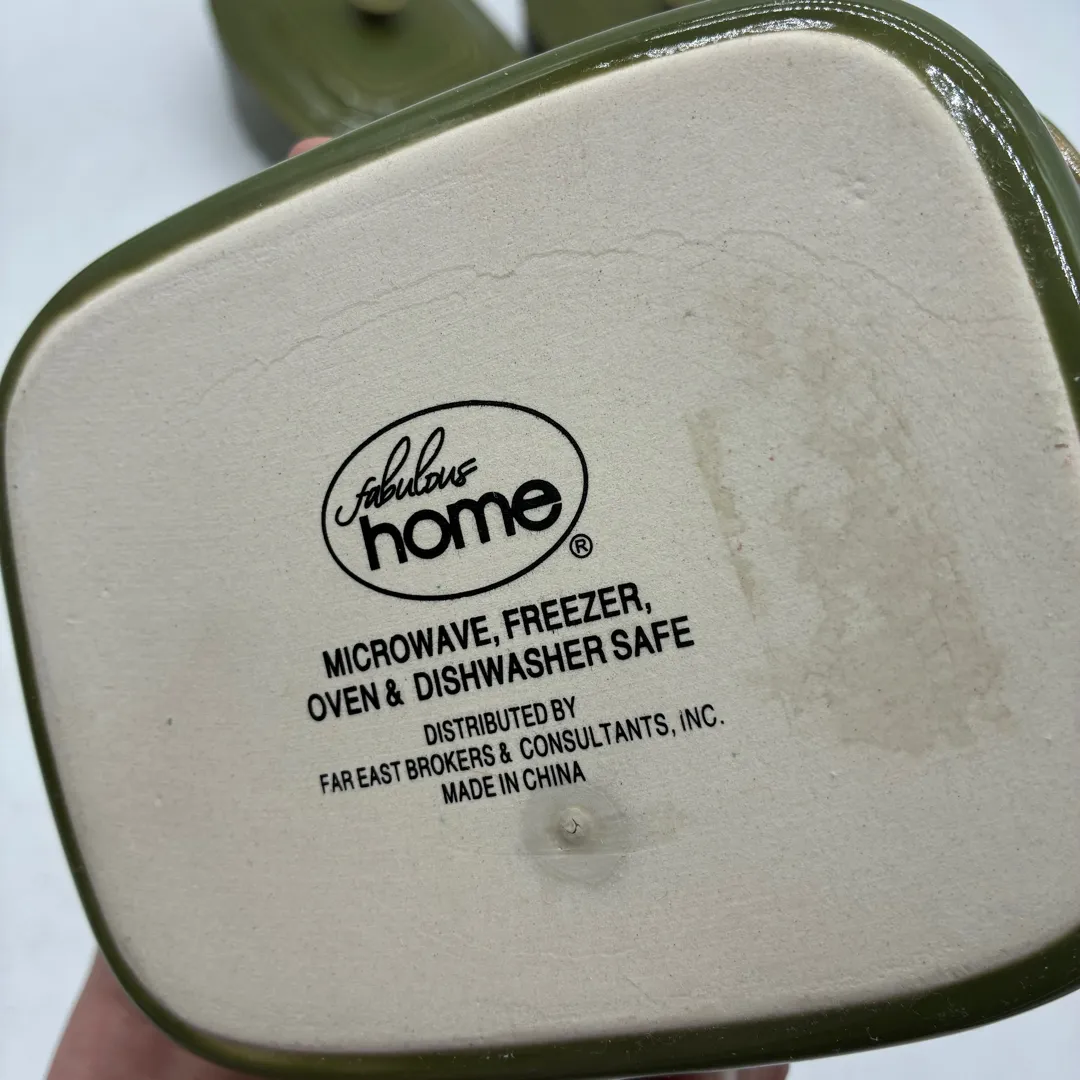 fabulous
home
®
MICROWAVE, FREEZER,
OVEN & DISHWASHER SAFE
DISTRIBUTED BY
FAR EAST BROKERS & CONSULTANTS, INC.
MADE IN CHINA